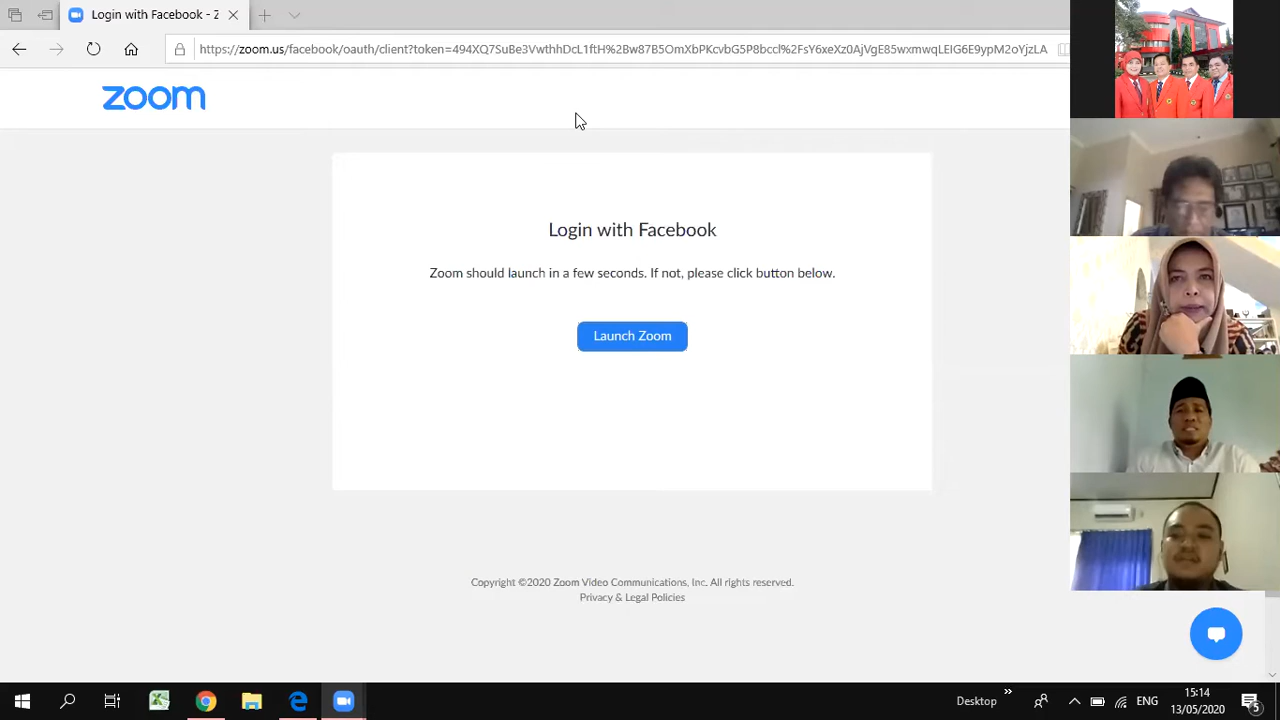 Login with Facebook - Z
https://zoom.us/facebook/oauth/client?token=494XQ7SuBe3VwthhDcL1ftH%2Bw87B5OmXbPKcvbG5P8bccl%2FsY6xeXz0AjVgE85wxmwqLEIG6E9ypM2oYjzLA
zoom
Login with Facebook
Zoom should launch in a few seconds. If not, please click button below.
Launch Zoom
Copyright ©2020 Zoom Video Communications, Inc. All rights reserved.
Privacy & Legal Policies
Desktop
ENG
15:14
13/05/2020
5